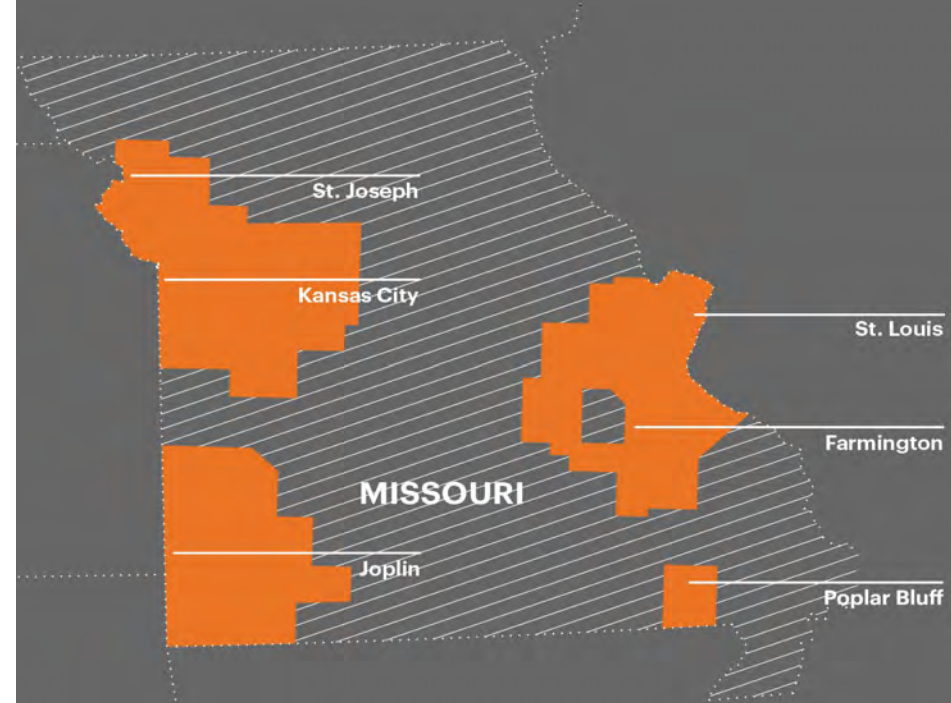 St. Joseph
Kansas City
St. Louis
Farmington
MISSOURI
Joplin
Poplar Bluff